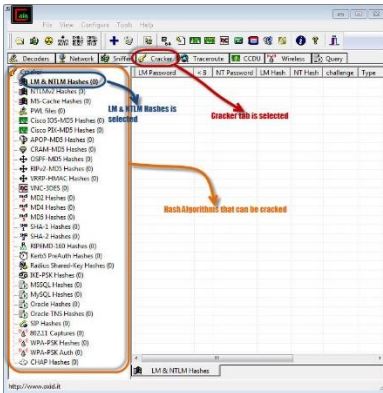 File View Configure Tools Help
Decoders Network Sniffer Cracker Traceroute CCDU Wireless Query
Cracker
LM Password < 8 NT Password LM Hash NT Hash challenge Type
LM & NTLM Hashes (0)
NTLMv2 Hashes (0)
MS-Cache Hashes (0)
PWL files (0)
Cisco IOS-MD5 Hashes (0)
Cisco PIX-MD5 Hashes (0)
APOP-MD5 Hashes (0)
CRAM-MD5 Hashes (0)
OSPF-MD5 Hashes (0)
RIPv2-MD5 Hashes (0)
VRRP-HMAC Hashes (0)
VNC-3DES (0)
MD2 Hashes (0)
MD4 Hashes (0)
MD5 Hashes (0)
SHA-1 Hashes (0)
SHA-2 Hashes (0)
RIPEMD-160 Hashes (0)
Kerb5 PreAuth Hashes (0)
Radius Shared-Key Hashes (0)
IKE-PSK Hashes (0)
MSSQL Hashes (0)
MySQL Hashes (0)
Oracle Hashes (0)
Oracle TNS Hashes (0)
SIP Hashes (0)
802.11 Captures (0)
WPA-PSK Hashes (0)
WPA-PSK Auth (0)
CHAP Hashes (0)
LM & NTLM Hashes is
selected
Cracker tab is selected
Hash Algorithms that can be cracked
LM & NTLM Hashes
http://www.oxid.it